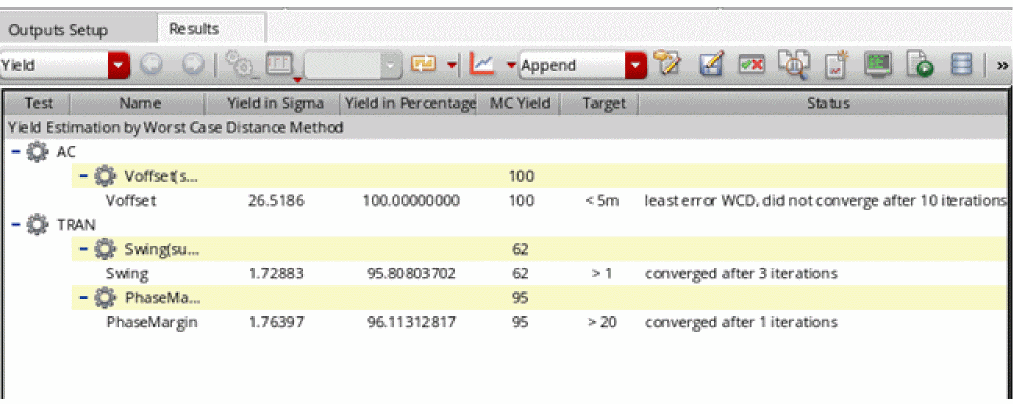 Outputs Setup Results
Yield Append »
Test Name Yield in Sigma Yield in Percentage MC Yield Target Status
Yield Estimation by Worst Case Distance Method
AC
Voffset(s... 100
Voffset 26.5186 100.00000000 100 < 5m least error WCD, did not converge after 10 iterations
TRAN
Swing(su... 62
Swing 1.72883 95.80803702 62 > 1 converged after 3 iterations
PhaseMa... 95
PhaseMargin 1.76397 96.11312817 95 > 20 converged after 1 iterations